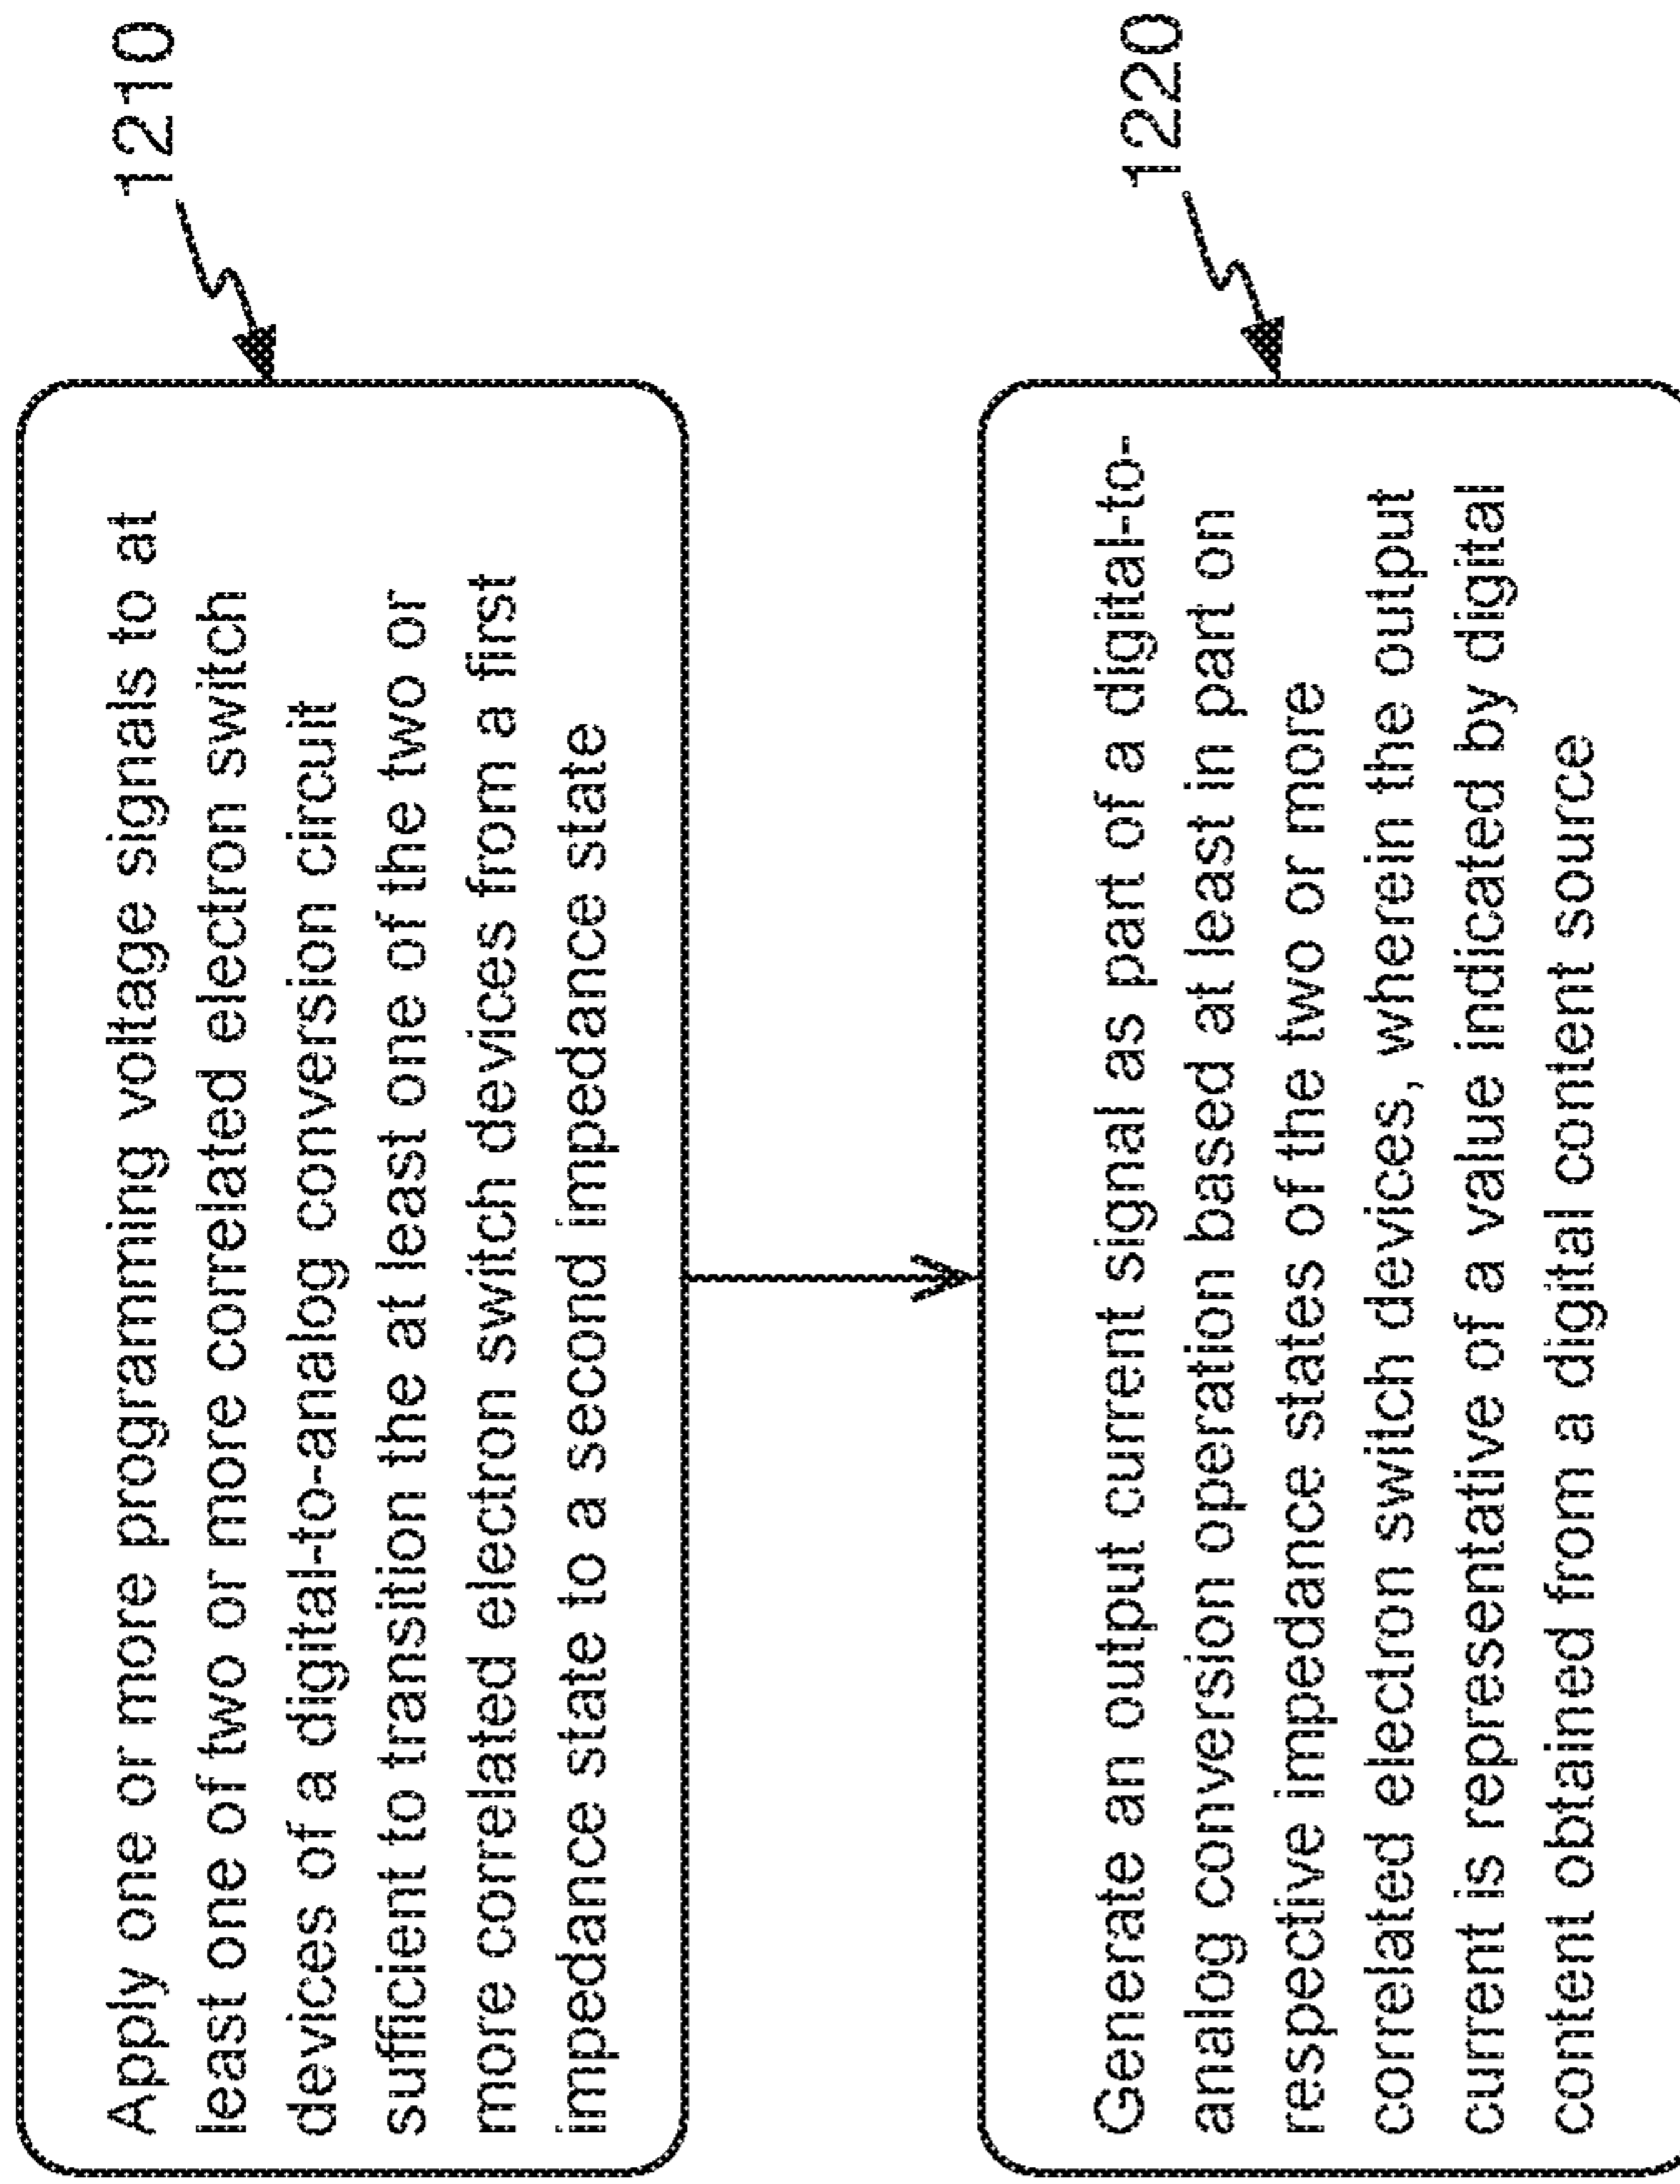 Apply one or more programming voltage signals to at
least one of two or more correlated electron switch
devices of a digital-to-analog conversion circuit
sufficient to transition the at least one of the two or
more correlated electron switch devices from a first
impedance state to a second impedance state
1210
Generate an output current signal as part of a digital-to-
analog conversion operation based at least in part on
respective impedance states of the two or more
correlated electron switch devices, wherein the output
current is representative of a value indicated by digital
content obtained from a digital content source
1220